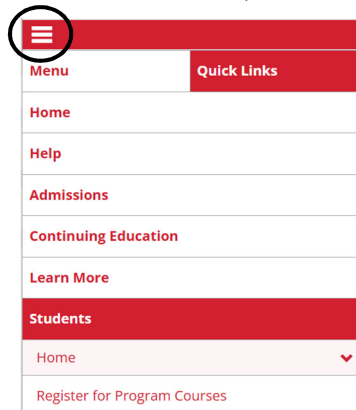 Menu Quick Links
Home
Help
Admissions
Continuing Education
Learn More
Students
Home
Register for Program Courses